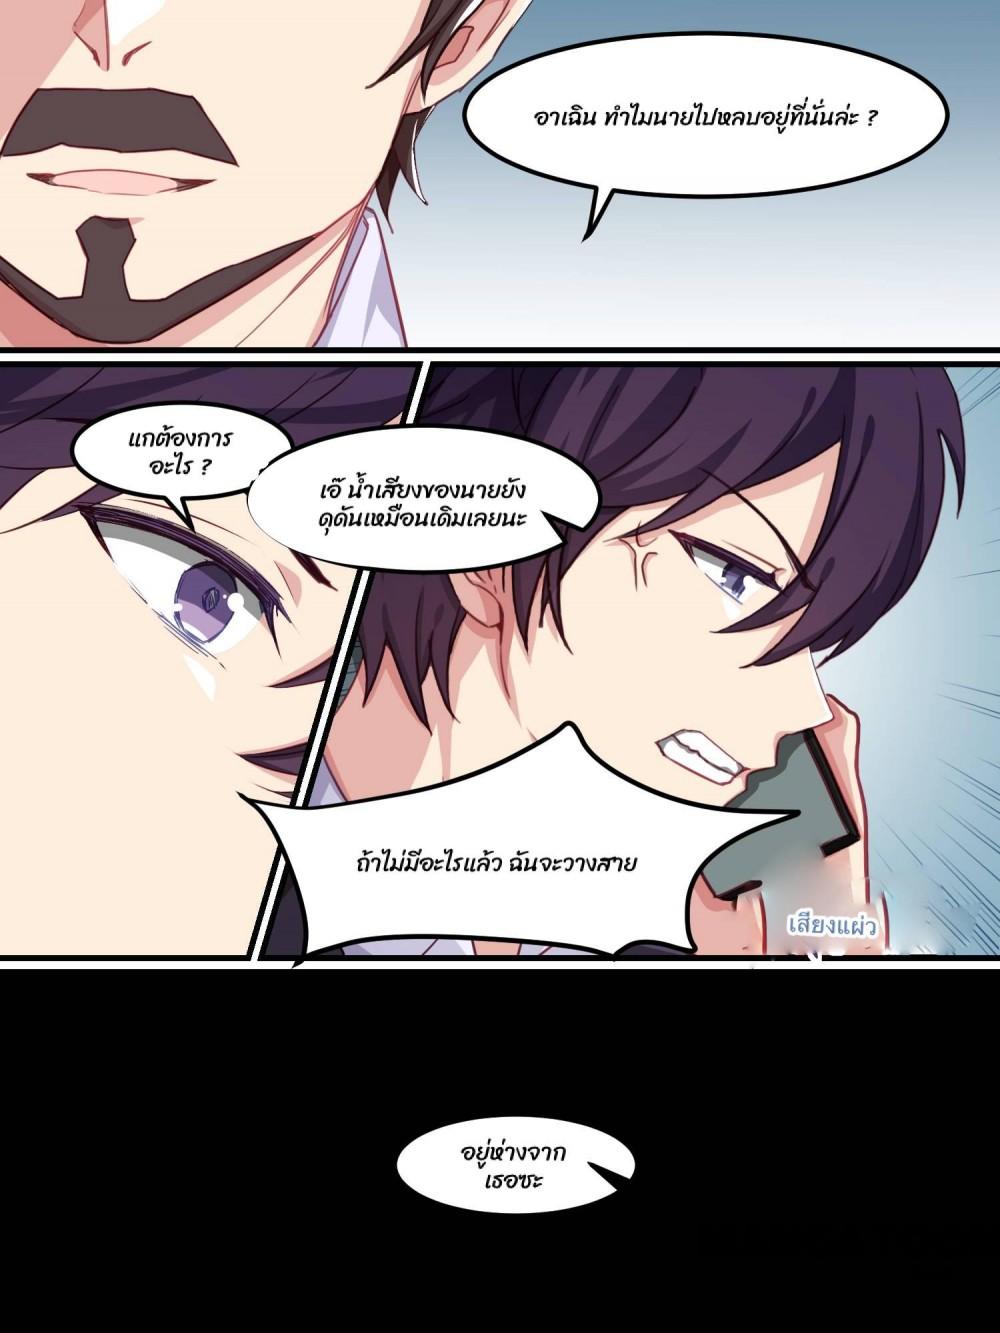 อาเฉิน ทำไมนายไปหลบอยู่ที่นั่นล่ะ ?
แกต้องการ
อะไร ?
เอ๊ น้ำเสียงของนายยัง
ดุดันเหมือนเดิมเลยนะ
ถ้าไม่มีอะไรแล้ว ฉันจะวางสาย
เสียงแผ่ว
อยู่ห่างจาก
เธอซะ